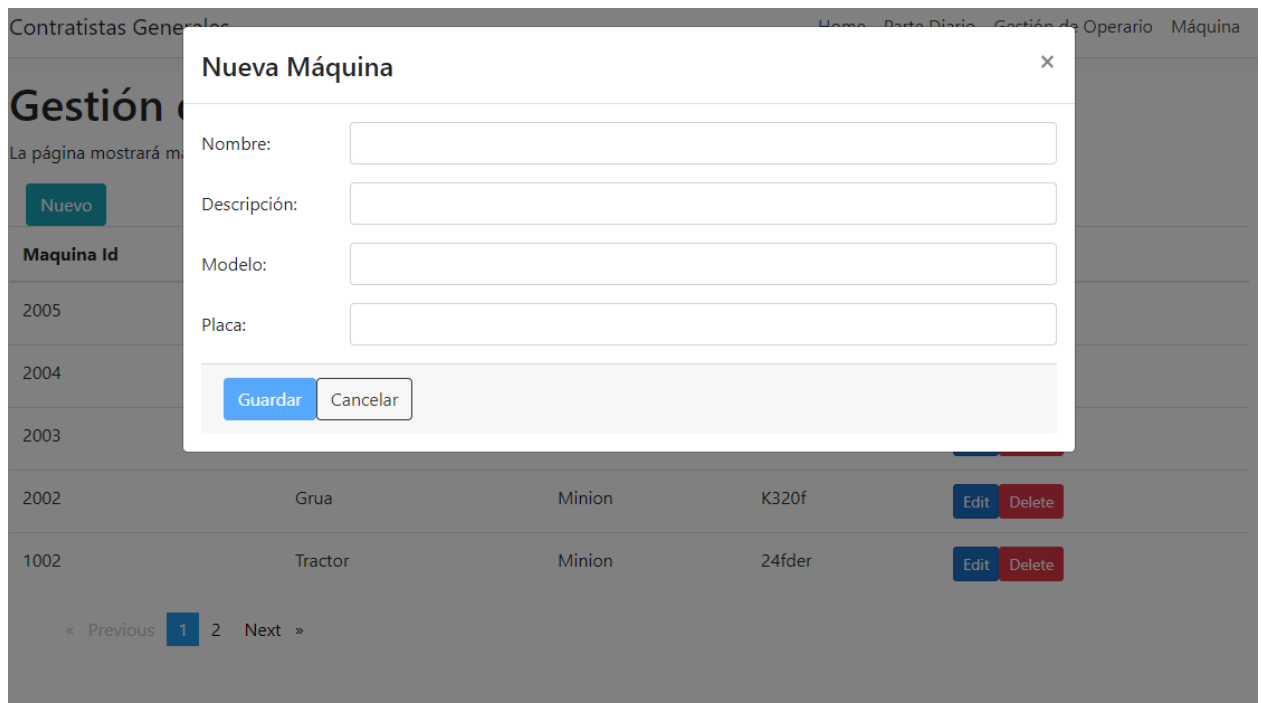 Contratistas Generales Home Parte Diario Gestión de Operario Máquina
Nueva Máquina ×
Gestión
La página mostrará
Nombre:
Nuevo
Descripción:
Maquina Id
Modelo:
2005
Placa:
2004
Guardar Cancelar
2003
2002 Grua Minion K320f Edit Delete
1002 Tractor Minion 24fder Edit Delete
« Previous 1 2 Next »